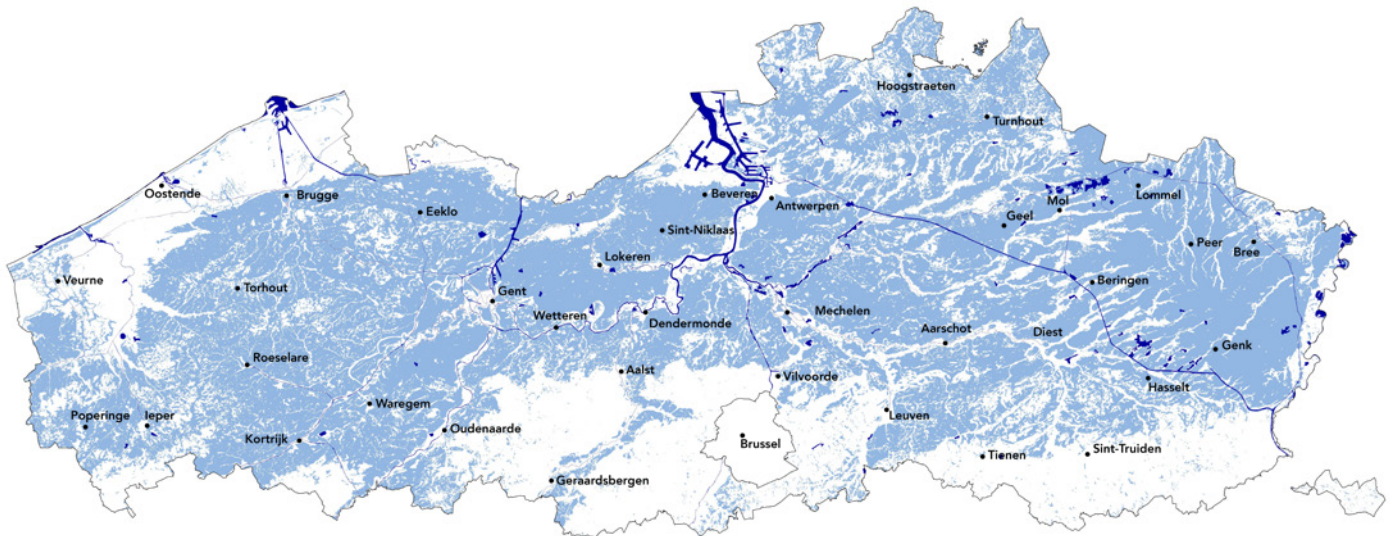 Hoogstraeten
Turnhout
Oostende
Brugge
Beveren
Antwerpen
Lommel
Mol
Eeklo
Geel
Sint-Niklaas
Peer
Bree
Lokeren
Veurne
Torhout
Beringen
Gent
Wetteren
Dendermonde
Mechelen
Aarschot
Diest
Genk
Roeselare
Aalst
Vilvoorde
Hasselt
Waregem
Poperinge
Ieper
Leuven
Oudenaarde
Kortrijk
Brussel
Sint-Truiden
Tienen
Geraardsbergen